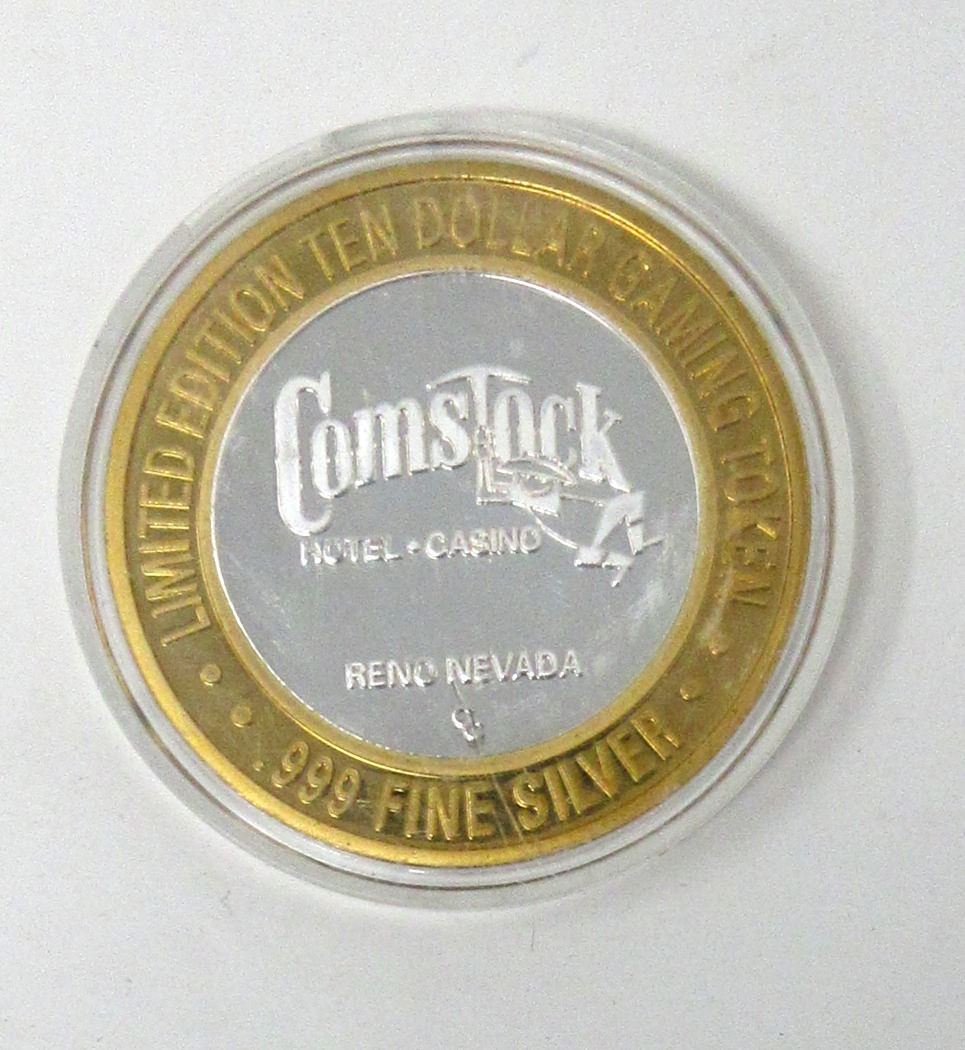 LIMITED EDITION TEN DOLLAR GAMING TOKEN
ComsTock
HOTEL • CASINO
RENO NEVADA
.999 FINE SILVER